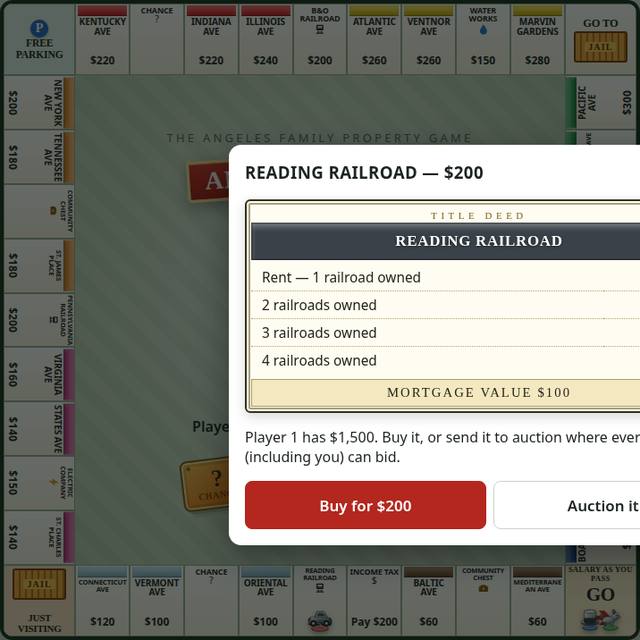 P
FREE
PARKING
KENTUCKY
AVE
$220
CHANCE
?
INDIANA
AVE
$220
ILLINOIS
AVE
$240
B&O
RAILROAD
$200
ATLANTIC
AVE
$260
VENTNOR
AVE
$260
WATER
WORKS
$150
MARVIN
GARDENS
$280
GO TO
JAIL
NEW YORK
AVE
$200
TENNESSEE
AVE
$180
COMMUNITY
CHEST
ST. JAMES
PLACE
$180
PENNSYLVANIA
RAILROAD
$200
VIRGINIA
AVE
$160
STATES AVE
$140
ELECTRIC
COMPANY
$150
ST. CHARLES
PLACE
$140
PACIFIC
AVE
$300
AVE
THE ANGELES FAMILY PROPERTY GAME
READING RAILROAD — $200
TITLE DEED
READING RAILROAD
Rent — 1 railroad owned
2 railroads owned
3 railroads owned
4 railroads owned
MORTGAGE VALUE $100
Player 1 has $1,500. Buy it, or send it to auction where
(including you) can bid.
Buy for $200
Auction it
?
JAIL
JUST
VISITING
CONNECTICUT
AVE
$120
VERMONT
AVE
$100
CHANCE
?
ORIENTAL
AVE
$100
READING
RAILROAD
INCOME TAX
$
Pay $200
BALTIC
AVE
$60
COMMUNITY
CHEST
MEDITERRANE
AN AVE
$60
SALARY AS YOU
PASS
GO